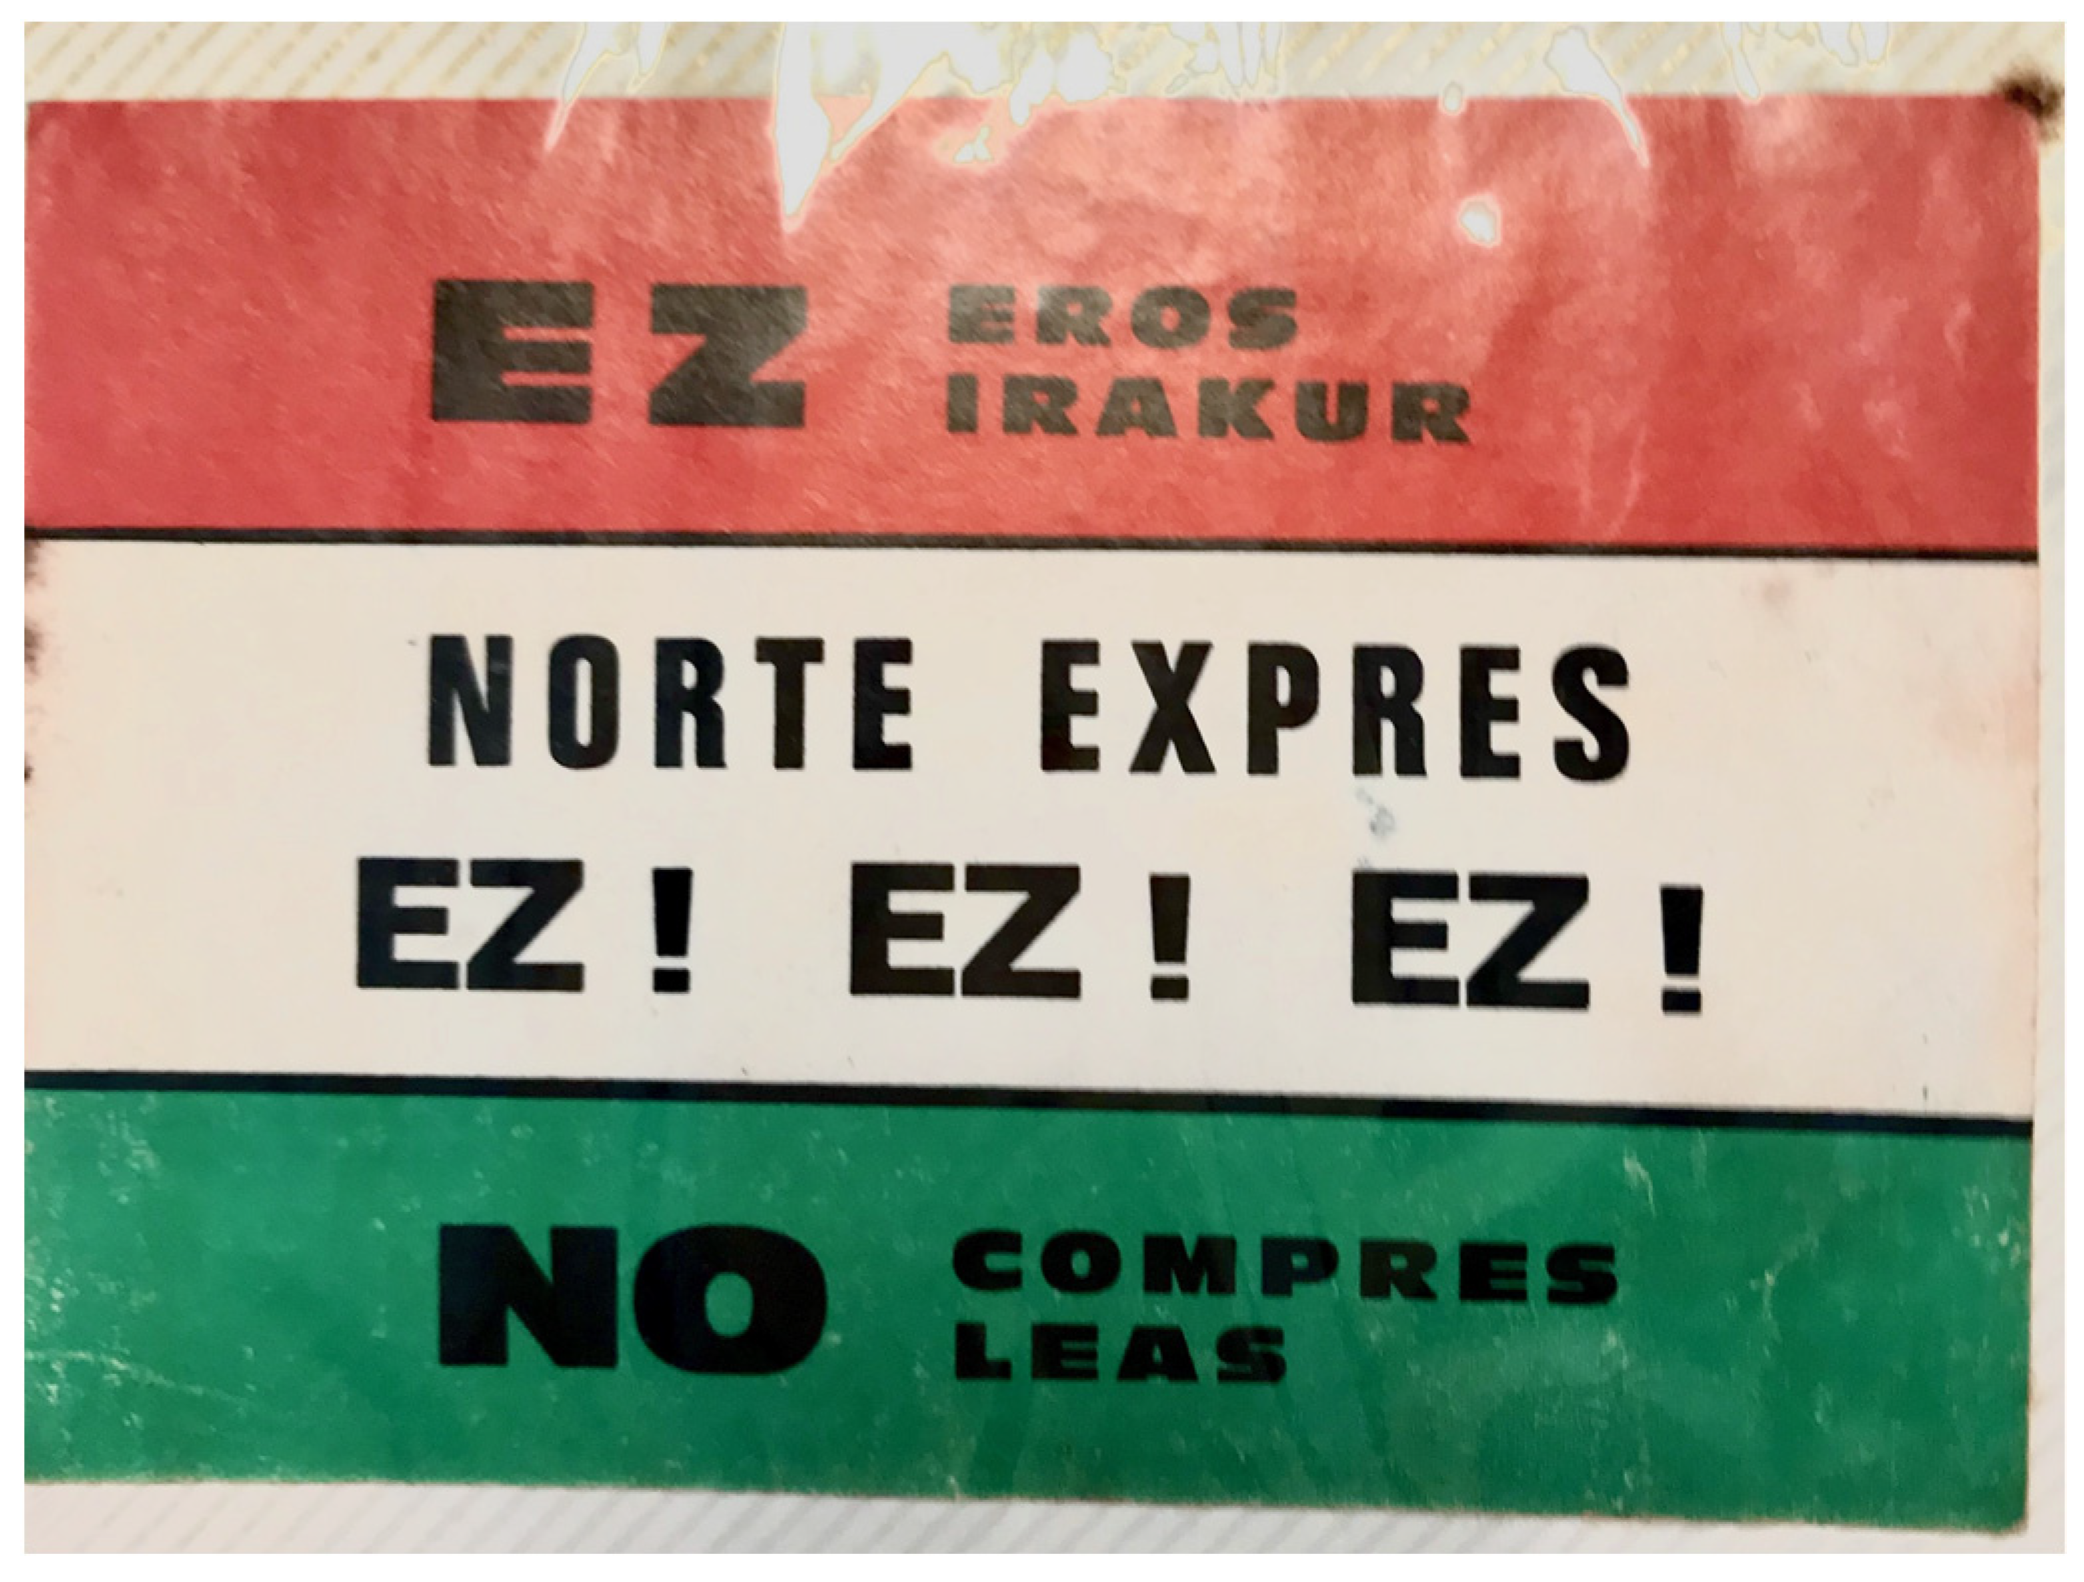 EZ EROS
IRAKUR
NORTE EXPRES
EZ! EZ! EZ!
NO COMPRES
LEAS